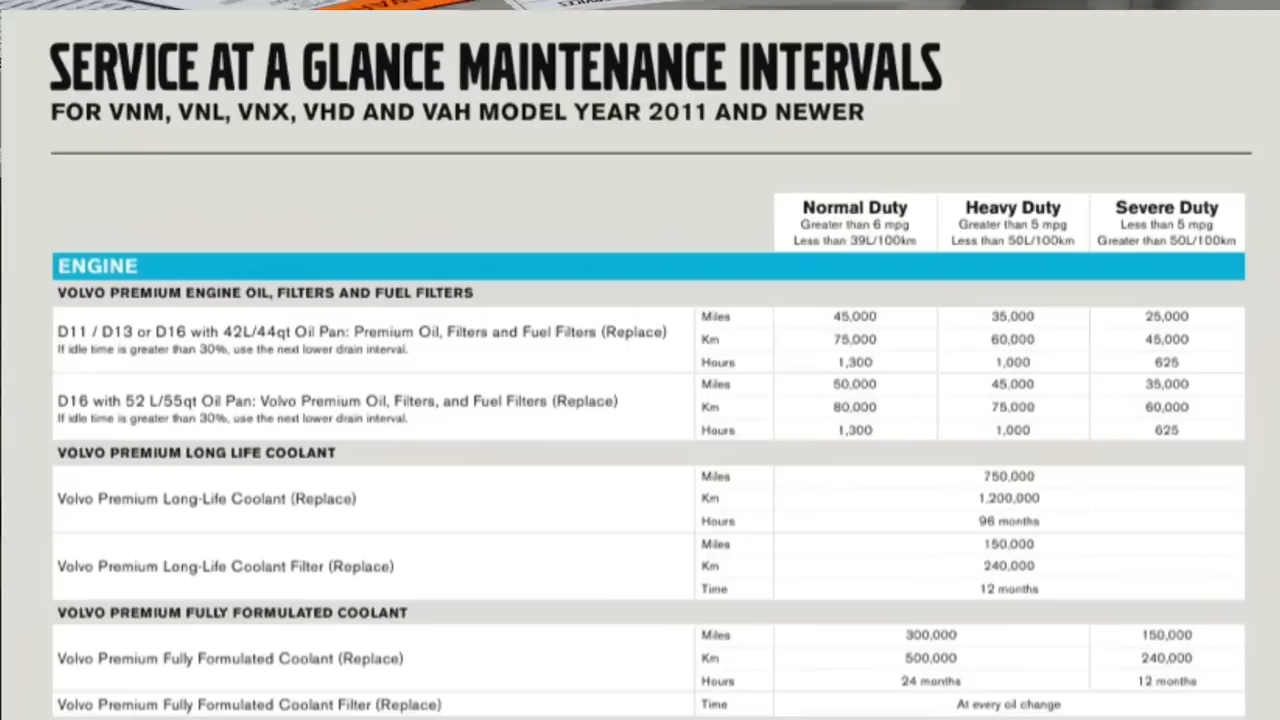 SERVICE AT A GLANCE MAINTENANCE INTERVALS
FOR VNM, VNL, VNX, VHD AND VAH MODEL YEAR 2011 AND NEWER
Normal Duty Heavy Duty Severe Duty
Greater than 6 mpg Greater than 5 mpg Less than 5 mpg
Less than 39L/100km Less than 50L/100km Greater than 50L/100km
ENGINE
VOLVO PREMIUM ENGINE OIL, FILTERS AND FUEL FILTERS
D11 / D13 or D16 with 42L/44qt Oil Pan: Premium Oil, Filters and Fuel Filters (Replace)
If idle time is greater than 30%, use the next lower drain interval.
Miles 45,000 35,000 25,000
Km 75,000 60,000 45,000
Hours 1,300 1,000 625
D16 with 52 L/55qt Oil Pan: Volvo Premium Oil, Filters, and Fuel Filters (Replace)
If idle time is greater than 30%, use the next lower drain interval.
Miles 50,000 45,000 35,000
Km 80,000 75,000 60,000
Hours 1,300 1,000 625
VOLVO PREMIUM LONG LIFE COOLANT
Volvo Premium Long-Life Coolant (Replace)
Miles 750,000
Km 1,200,000
Hours 96 months
Volvo Premium Long-Life Coolant Filter (Replace)
Miles 150,000
Km 240,000
Time 12 months
VOLVO PREMIUM FULLY FORMULATED COOLANT
Volvo Premium Fully Formulated Coolant (Replace)
Miles 300,000 150,000
Km 500,000 240,000
Hours 24 months 12 months
Volvo Premium Fully Formulated Coolant Filter (Replace) Time At every oil change